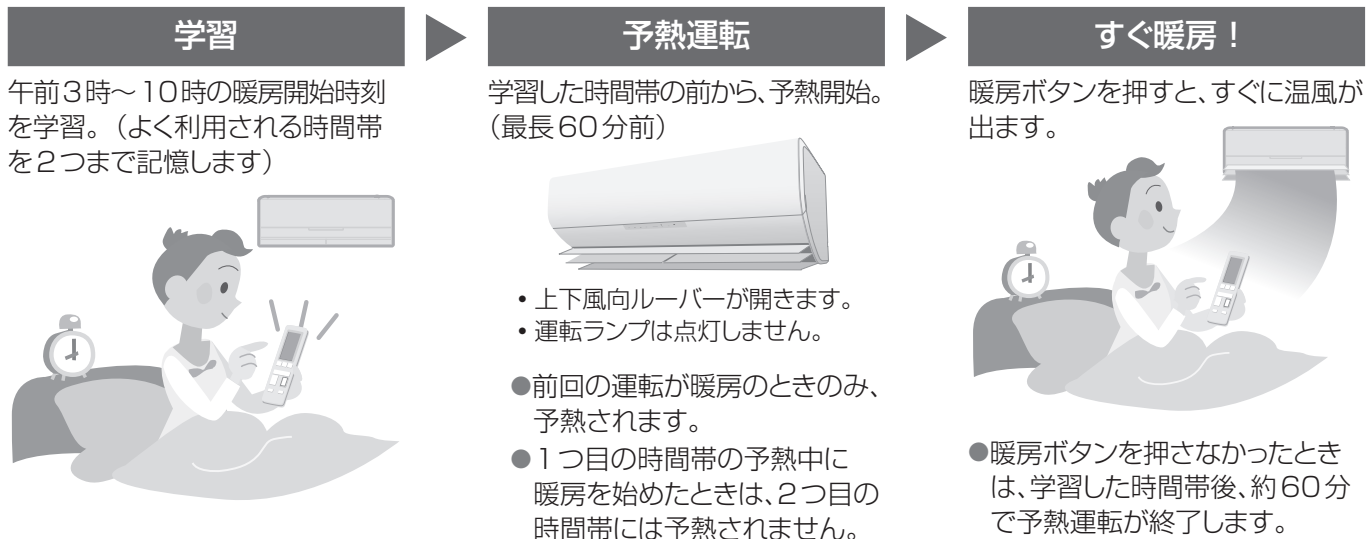 学習
午前3時～10時の暖房開始時刻
を学習。（よく利用される時間帯
を2つまで記憶します）
予熱運転
学習した時間帯の前から、予熱開始。
（最長60分前）
• 上下風向ルーバーが開きます。
• 運転ランプは点灯しません。
●前回の運転が暖房のときのみ、
予熱されます。
●1つ目の時間帯の予熱中に
暖房を始めたときは、2つ目の
時間帯には予熱されません。
すぐ暖房！
暖房ボタンを押すと、すぐに温風が
出ます。
●暖房ボタンを押さなかったとき
は、学習した時間帯後、約60分
で予熱運転が終了します。